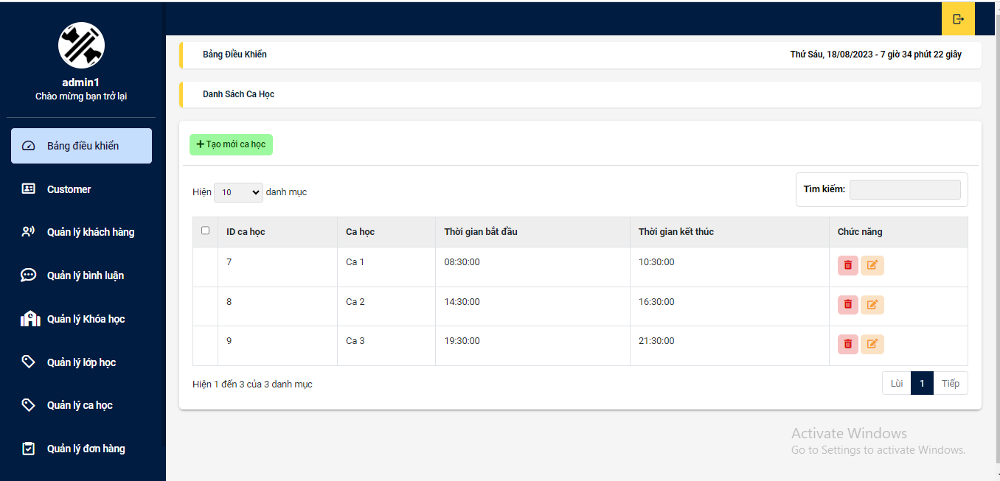 admin1
Chào mừng bạn trở lại
Bảng điều khiển
Customer
Quản lý khách hàng
Quản lý bình luận
Quản lý Khóa học
Quản lý lớp học
Quản lý ca học
Quản lý đơn hàng
Bảng Điều Khiển
Thứ Sáu, 18/08/2023 - 7 giờ 34 phút 22 giây
Danh Sách Ca Học
+ Tạo mới ca học
Hiện 10 danh mục
Tìm kiếm:
ID ca học Ca học Thời gian bắt đầu Thời gian kết thúc Chức năng
7 Ca 1 08:30:00 10:30:00
8 Ca 2 14:30:00 16:30:00
9 Ca 3 19:30:00 21:30:00
Hiện 1 đến 3 của 3 danh mục
Lùi 1 Tiếp
Activate Windows
Go to Settings to activate Windows.